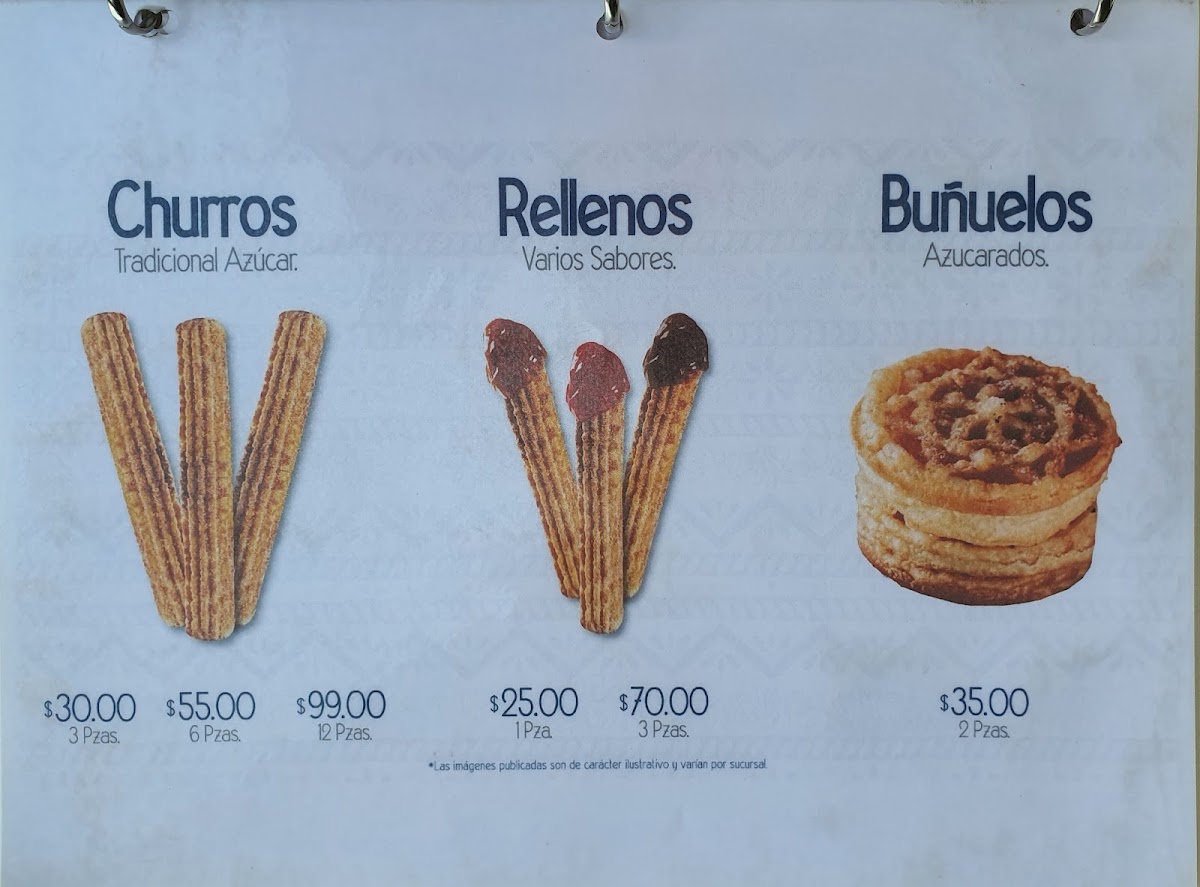 Churros
Tradicional Azúcar.
$30.00
3 Pzas.
$55.00
6 Pzas.
$99.00
12 Pzas.
Rellenos
Varios Sabores.
$25.00
1 Pza.
$70.00
3 Pzas.
Buñuelos
Azucarados.
$35.00
2 Pzas.
*Las imágenes publicadas son de carácter ilustrativo y varían por sucursal.